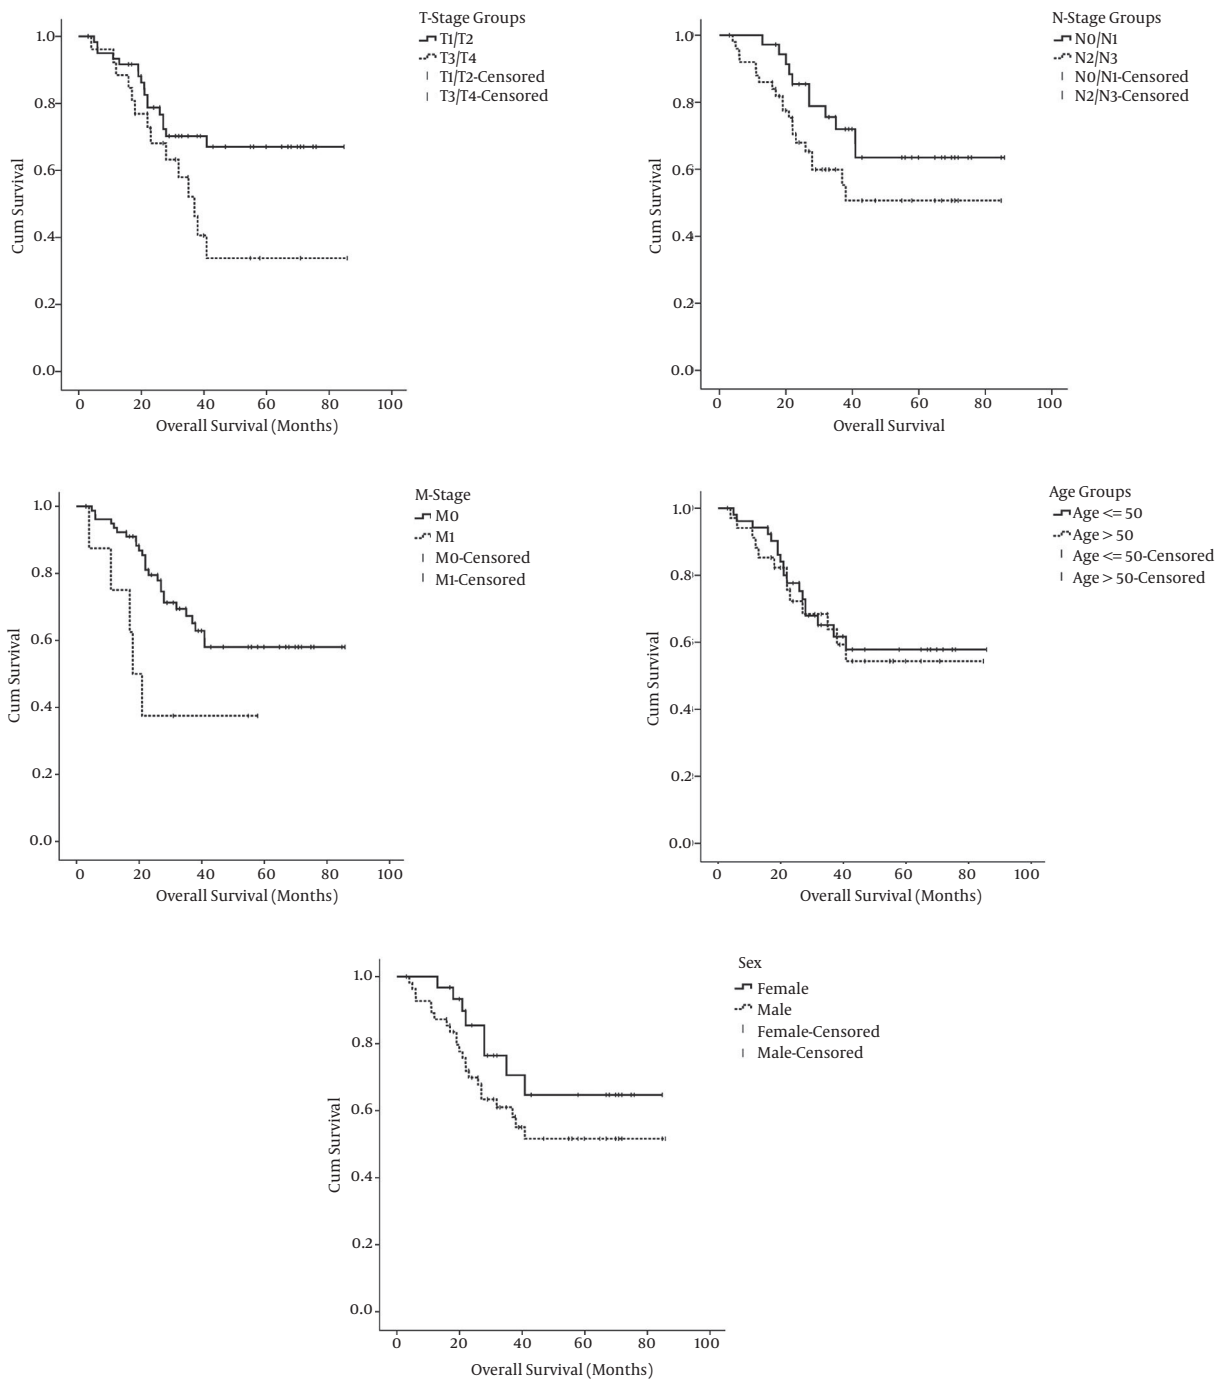 T-Stage Groups
T1/T2
T3/T4
T1/T2-Censored
T3/T4-Censored
1.0
0.8
0.6
0.4
0.2
0.0
Cum Survival
0 20 40 60 80 100
Overall Survival (Months)
N-Stage Groups
N0/N1
N2/N3
N0/N1-Censored
N2/N3-Censored
1.0
0.8
0.6
0.4
0.2
0.0
Cum Survival
0 20 40 60 80 100
Overall Survival
M-Stage
M0
M1
M0-Censored
M1-Censored
1.0
0.8
0.6
0.4
0.2
0.0
Cum Survival
0 20 40 60 80 100
Overall Survival (Months)
Age Groups
Age <= 50
Age > 50
Age <= 50-Censored
Age > 50-Censored
1.0
0.8
0.6
0.4
0.2
0.0
Cum Survival
0 20 40 60 80 100
Overall Survival (Months)
Sex
Female
Male
Female-Censored
Male-Censored
1.0
0.8
0.6
0.4
0.2
0.0
Cum Survival
0 20 40 60 80 100
Overall Survival (Months)